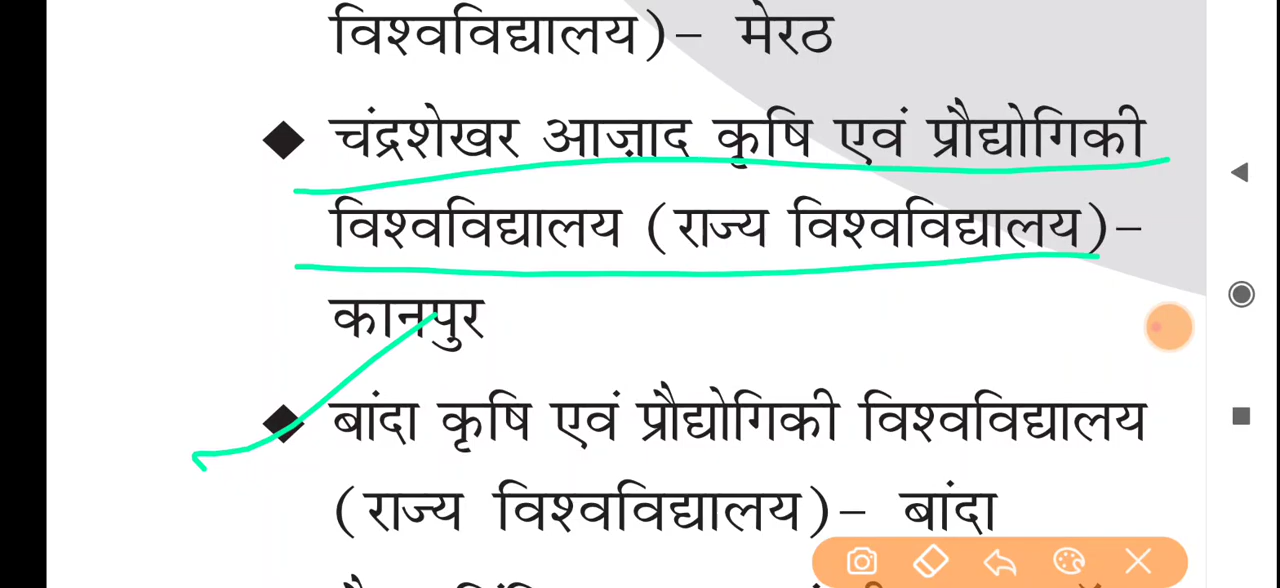 विश्वविद्यालय)– मेरठ
◆ चंद्रशेखर आज़ाद कृषि एवं प्रौद्योगिकी
विश्वविद्यालय (राज्य विश्वविद्यालय)–
कानपुर
◆ बांदा कृषि एवं प्रौद्योगिकी विश्वविद्यालय
(राज्य विश्वविद्यालय)– बांदा